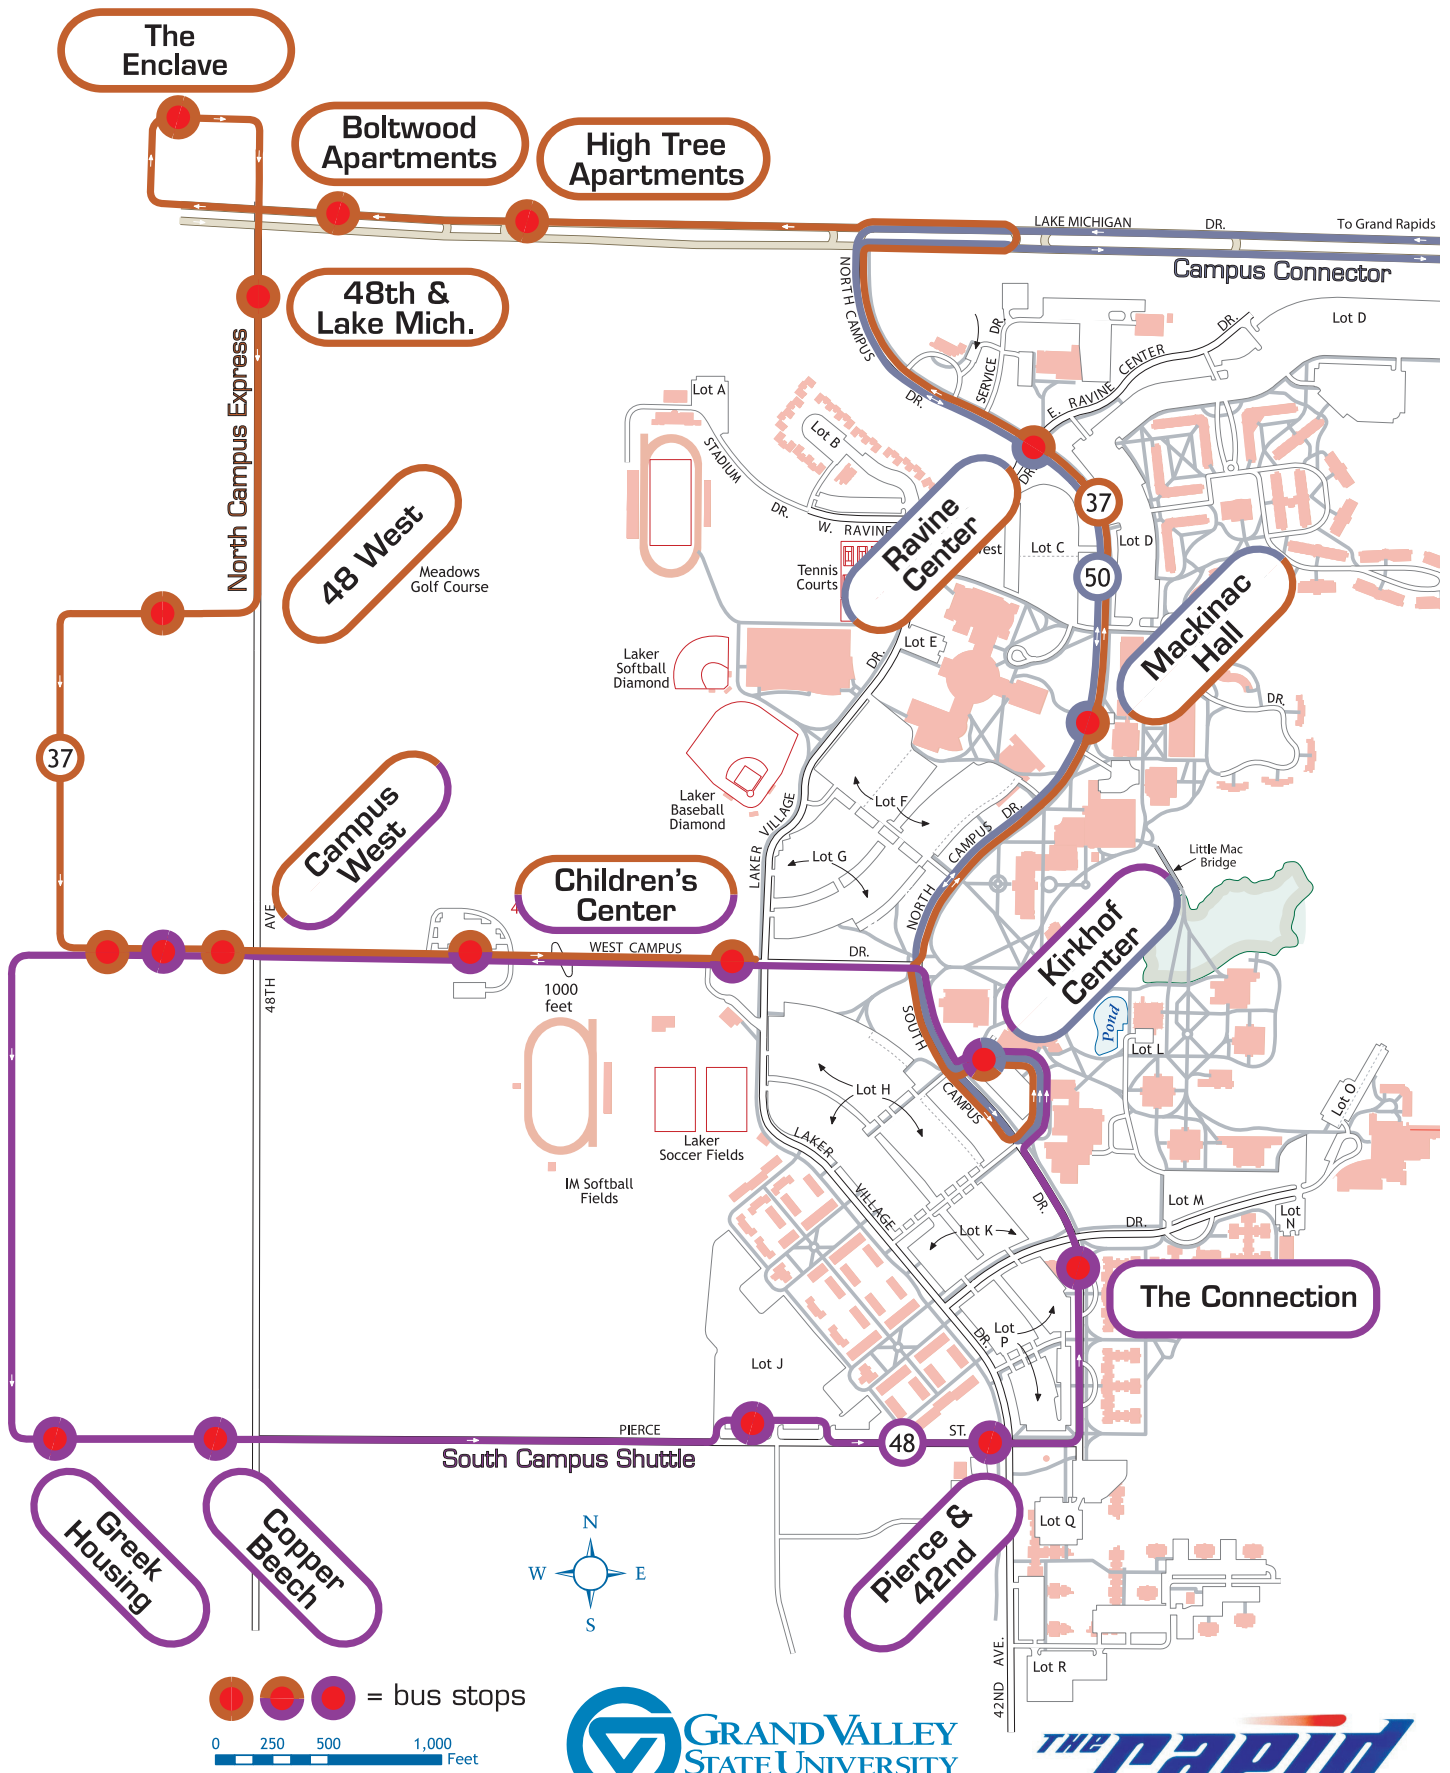 The
Enclave
Boltwood
Apartments
High Tree
Apartments
LAKE MICHIGAN
DR.
To Grand Rapids
Campus Connector
48th &
Lake Mich.
North Campus Express
NORTH CAMPUS
DR.
SERVICE
DR.
E. RAVINE CENTER
DR.
DR.
Lot D
Lot A
Lot B
STADIUM
DR.
W. RAVINE
Ravine
Center
37
50
Lot C
Lot D
48 West
Meadows
Golf Course
Tennis
Courts
Mackinac
Hall
Lot E
DR.
DR.
Laker
Softball
Diamond
37
Laker
Baseball
Diamond
LAKER
VILLAGE
Lot F
Lot G
NORTH
CAMPUS
DR.
Little Mac
Bridge
Campus
West
Children's
Center
4
Kirkhof
Center
AVE
48TH
WEST CAMPUS
DR.
1000
feet
SOUTH
CAMPUS
DR.
Pond
Lot L
Lot H
Lot O
Laker
Soccer Fields
IM Softball
Fields
LAKER
VILLAGE
DR.
Lot K
Lot M
DR.
Lot
N
The Connection
Lot
P
Lot J
PIERCE
ST.
48
South Campus Shuttle
Greek
Housing
Copper
Beech
Pierce &
42nd
N
W
E
S
Lot Q
Lot R
42ND AVE.
= bus stops
0
250
500
1,000
Feet
GRAND VALLEY
STATE UNIVERSITY
THE rapid